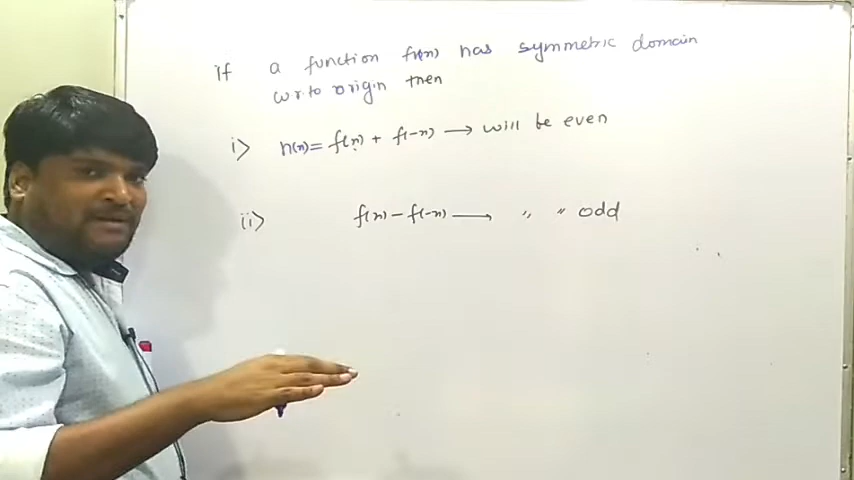 If a function f(x) has symmetric domain
w.r.to origin then
i> h(x) = f(x) + f(-x) → will be even
ii> f(x) - f(-x) → " " odd